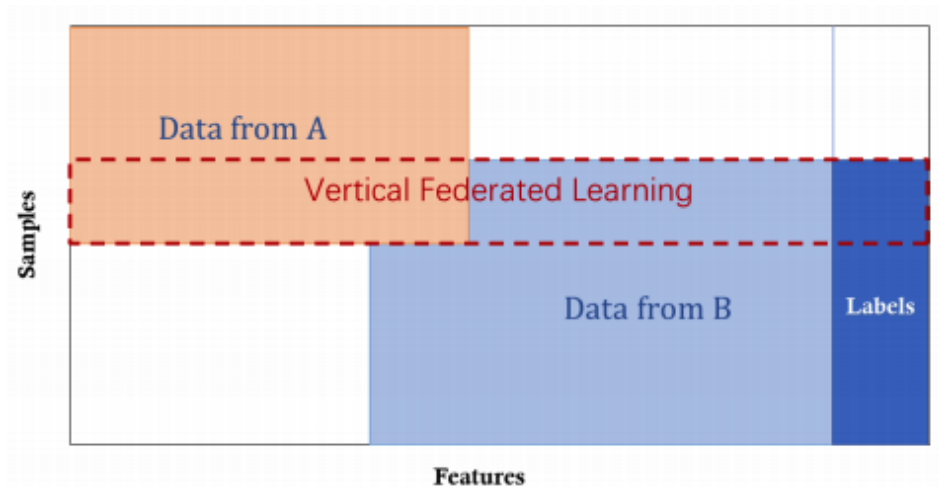 Data from A
Vertical Federated Learning
Samples
Data from B
Labels
Features